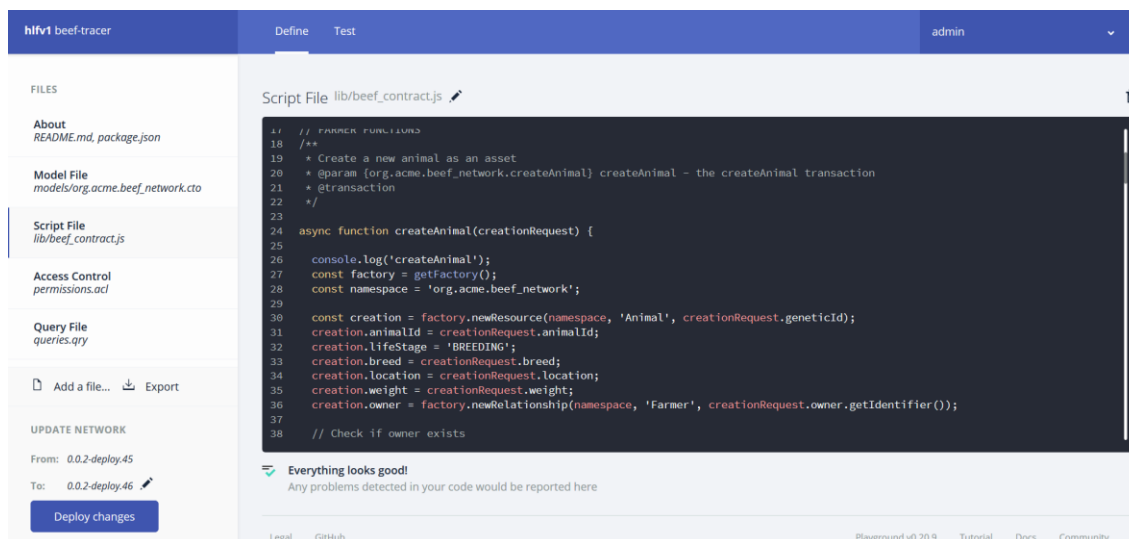 hlfv1 beef-tracer
Define Test
admin
FILES
About
README.md, package.json
Model File
models/org.acme.beef_network.cto
Script File
lib/beef_contract.js
Access Control
permissions.acl
Query File
queries.qry
Add a file... Export
UPDATE NETWORK
From: 0.0.2-deploy.45
To: 0.0.2-deploy.46
Deploy changes
Script File lib/beef_contract.js
17 // FARMER FUNCTIONS
18 /**
19 * Create a new animal as an asset
20 * @param {org.acme.beef_network.createAnimal} createAnimal - the createAnimal transaction
21 * @transaction
22 */
23
24 async function createAnimal(creationRequest) {
25
26 console.log('createAnimal');
27 const factory = getFactory();
28 const namespace = 'org.acme.beef_network';
29
30 const creation = factory.newResource(namespace, 'Animal', creationRequest.geneticId);
31 creation.animalId = creationRequest.animalId;
32 creation.lifeStage = 'BREEDING';
33 creation.breed = creationRequest.breed;
34 creation.location = creationRequest.location;
35 creation.weight = creationRequest.weight;
36 creation.owner = factory.newRelationship(namespace, 'Farmer', creationRequest.owner.getIdentifier());
37
38 // Check if owner exists
Everything looks good!
Any problems detected in your code would be reported here
Legal GitHub Playground v0.20.9 Tutorial Docs Community